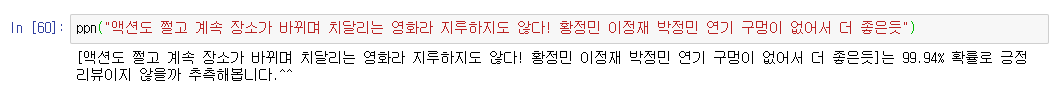 In [60]: ppn("액션도 쩔고 계속 장소가 바뀌며 치달리는 영화라 지루하지도 않다! 황정민 이정재 박정민 연기 구멍이 없어서 더 좋은듯")
[액션도 쩔고 계속 장소가 바뀌며 치달리는 영화라 지루하지도 않다! 황정민 이정재 박정민 연기 구멍이 없어서 더 좋은듯]는 99.94% 확률로 긍정
리뷰이지 않을까 추측해봅니다.^^